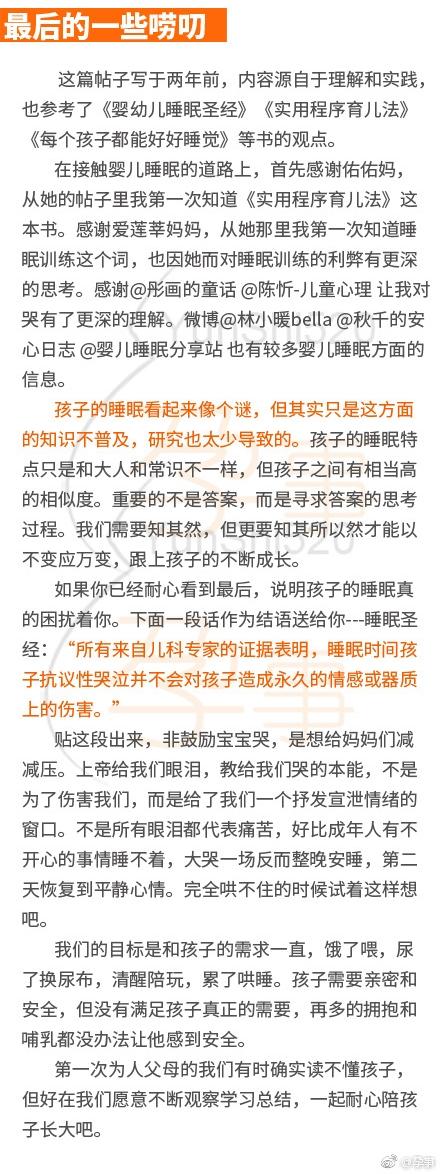 最后的一些唠叨
这篇帖子写于两年前，内容源自于理解和实践，
也参考了《婴幼儿睡眠圣经》《实用程序育儿法》
《每个孩子都能好好睡觉》等书的观点。
在接触婴儿睡眠的道路上，首先感谢佑佑妈，
从她的帖子里我第一次知道《实用程序育儿法》这
本书。感谢爱莲莘妈妈，从她那里我第一次知道睡
眠训练这个词，也因她而对睡眠训练的利弊有更深
的思考。感谢@彤画的童话 @陈忻-儿童心理 让我对
哭有了更深的理解。微博@林小暖bella @秋千的安
心日志 @婴儿睡眠分享站 也有较多婴儿睡眠方面的
信息。
孩子的睡眠看起来像个谜，但其实只是这方面
的知识不普及，研究也太少导致的。孩子的睡眠特
点只是和大人和常识不一样，但孩子之间有相当高
的相似度。重要的不是答案，而是寻求答案的思考
过程。我们需要知其然，但更要知其所以然才能以
不变应万变，跟上孩子的不断成长。
如果你已经耐心看到最后，说明孩子的睡眠真
的困扰着你。下面一段话作为结语送给你---睡眠圣
经：“所有来自儿科专家的证据表明，睡眠时间孩
子抗议性哭泣并不会对孩子造成永久的情感或器质
上的伤害。”
贴这段出来，非鼓励宝宝哭，是想给妈妈们减
减压。上帝给我们眼泪，教给我们哭的本能，不是
为了伤害我们，而是给了我们一个抒发宣泄情绪的
窗口。不是所有眼泪都代表痛苦，好比成年人有不
开心的事情睡不着，大哭一场反而整晚安睡，第二
天恢复到平静心情。完全哄不住的时候试着这样想
吧。
我们的目标是和孩子的需求一直，饿了喂，尿
了换尿布，清醒陪玩，累了哄睡。孩子需要亲密和
安全，但没有满足孩子真正的需要，再多的拥抱和
哺乳都没办法让他感到安全。
第一次为人父母的我们有时确实读不懂孩子，
但好在我们愿意不断观察学习总结，一起耐心陪孩
子长大吧。
@孕事